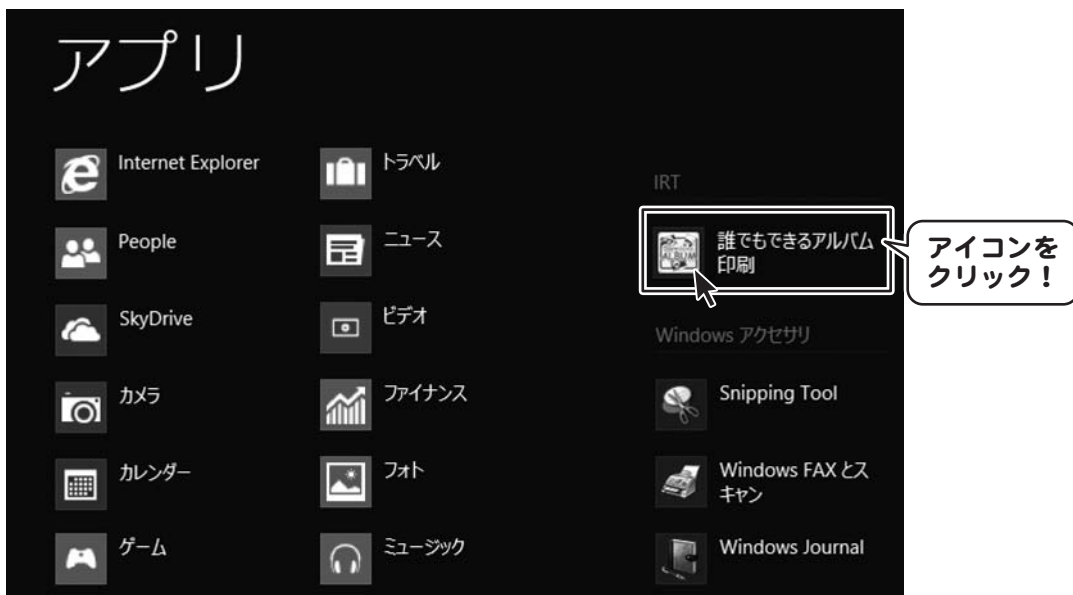 アプリ
Internet Explorer
People
SkyDrive
カメラ
カレンダー
ゲーム
トラベル
ニュース
ビデオ
ファイナンス
フォト
ミュージック
IRT
ALBUM
誰でもできるアルバム
印刷
アイコンを
クリック！
Windows アクセサリ
Snipping Tool
Windows FAX とス
キャン
Windows Journal